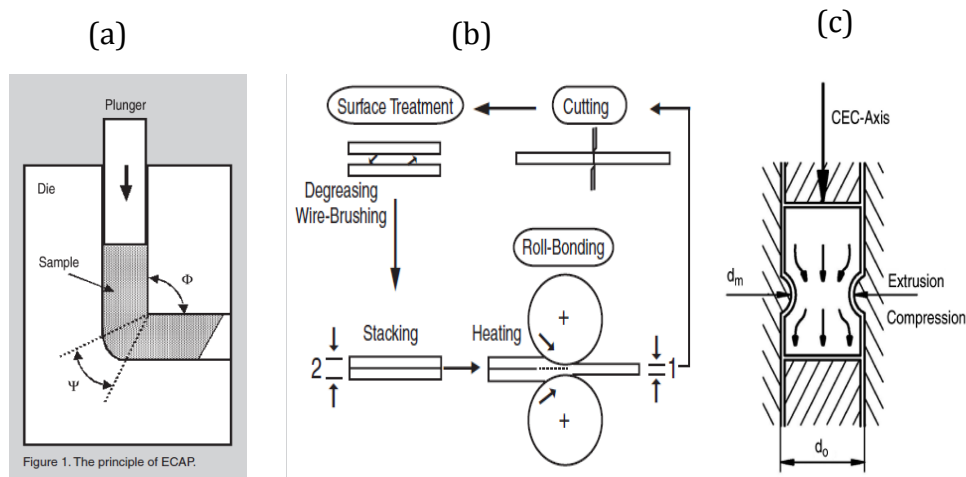 (a)
Plunger
Die
Sample
Φ
Ψ
Figure 1. The principle of ECAP.
(b)
Surface Treatment
Cutting
Degreasing
Wire-Brushing
Roll-Bonding
+
Stacking
Heating
2
1
+
(c)
CEC-Axis
dm
Extrusion
Compression
do